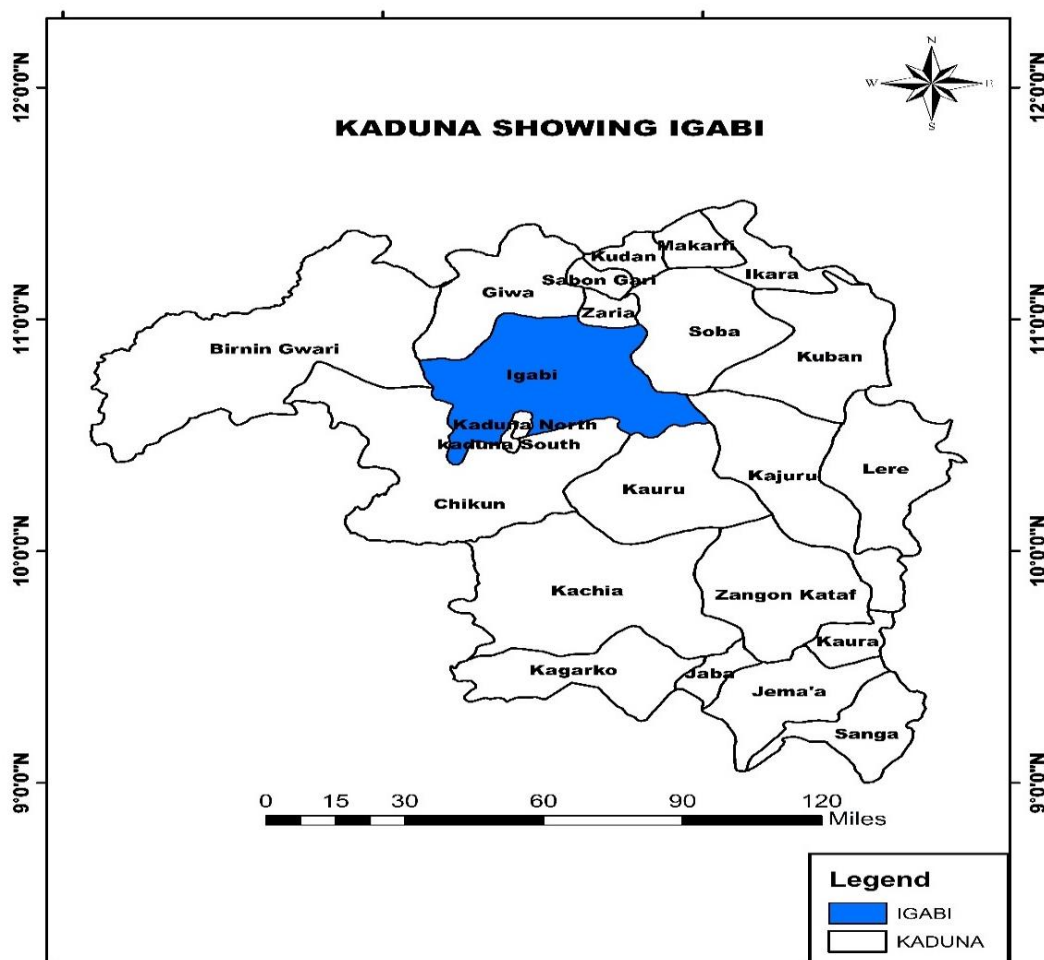 N
W E
S
12°0'0"N
12°0'0"N
KADUNA SHOWING IGABI
Makarfi
Kudan
Ikara
Sabon Gari
Giwa
Zaria
11°0'0"N
11°0'0"N
Soba
Birnin Gwari
Kuban
Igabi
Kaduna North
kaduna South
Lere
Kajuru
Kauru
Chikun
10°0'0"N
10°0'0"N
Kachia
Zangon Kataf
Kaura
Kagarko
Jaba
Jema'a
Sanga
9°0'0"N
9°0'0"N
0 15 30 60 90 120
Miles
Legend
IGABI
KADUNA